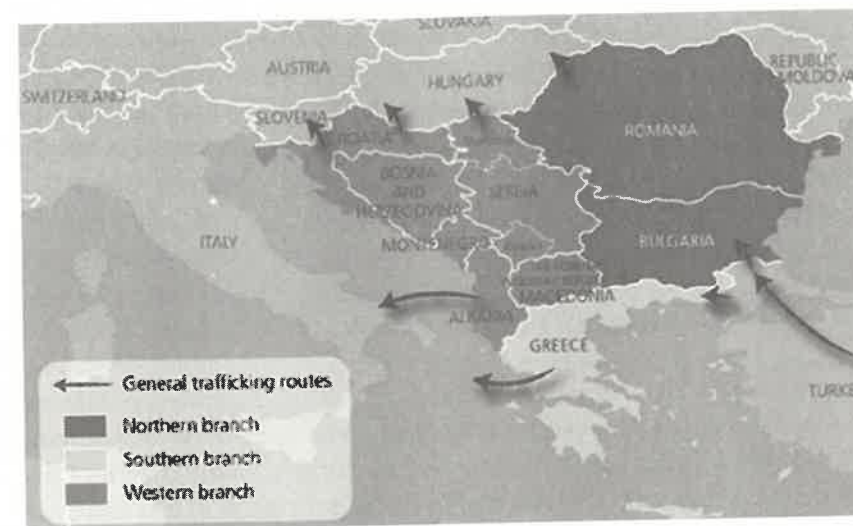 SLOVAKIA
AUSTRIA
REPUBLIC
MOLDOVA
HUNGARY
SWITZERLAND
SLOVENIA
CROATIA
ROMANIA
BOSNIA
AND
HERZEGOVINA
SERBIA
ITALY
MONTENEGRO
BULGARIA
MACEDONIA
ALBANIA
GREECE
TURKE
General trafficking routes
Northern branch
Southern branch
Western branch